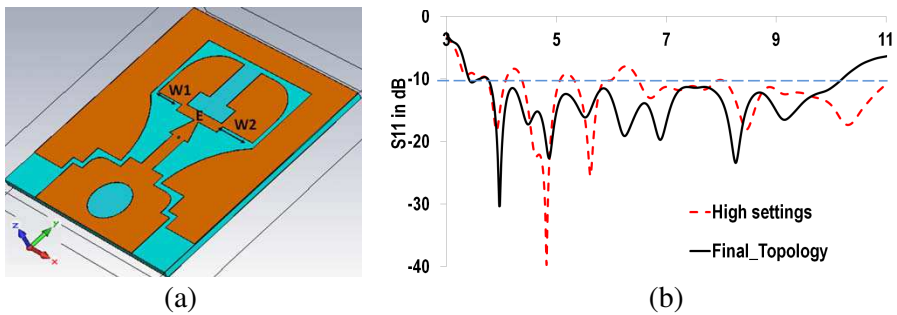 W1
E
W2
z
y
x
0
3
5
7
9
11
-10
-20
-30
-40
S11 in dB
High settings
Final_Topology
(a)
(b)